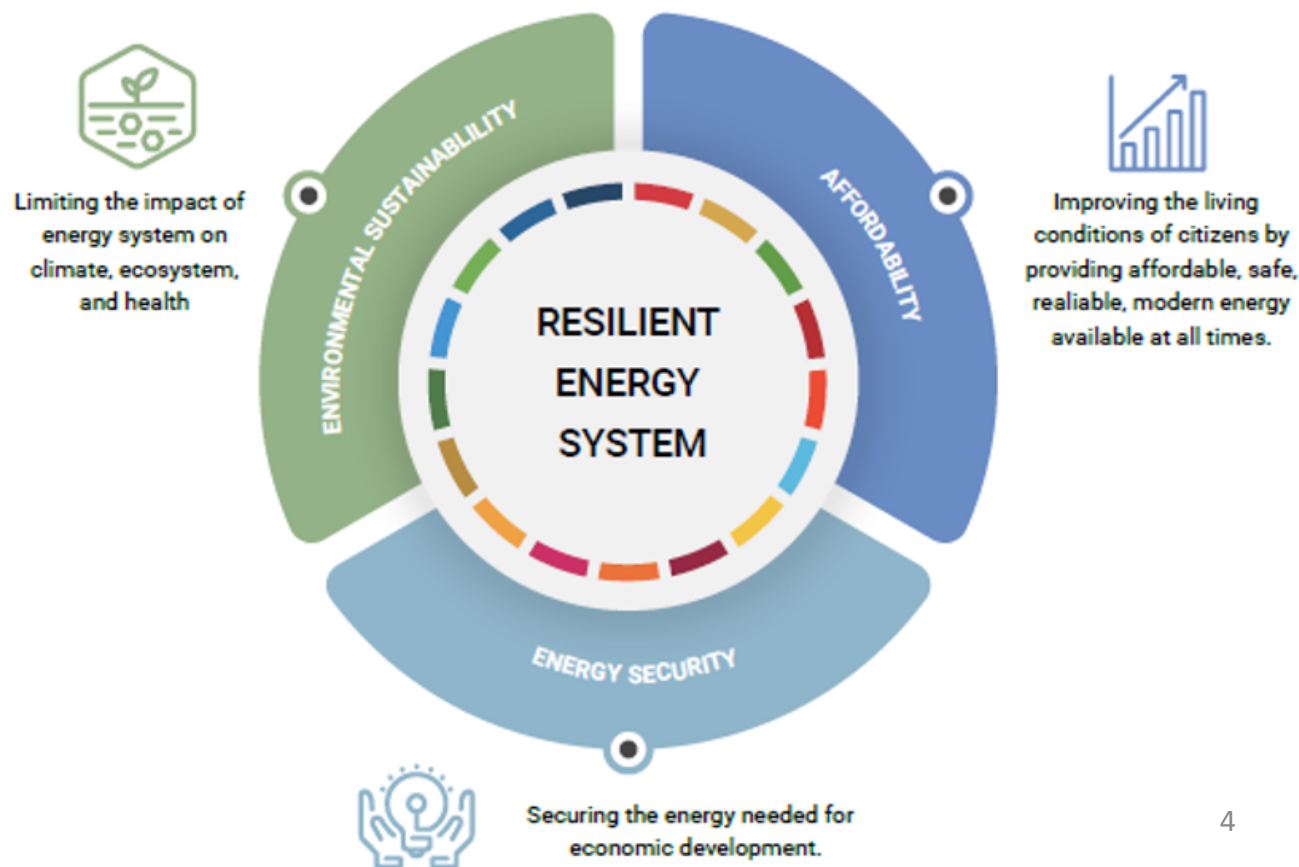 ENVIRONMENTAL SUSTAINABLILITY
Limiting the impact of
energy system on
climate, ecosystem,
and health
AFFORDABILITY
Improving the living
conditions of citizens by
providing affordable, safe,
realiable, modern energy
available at all times.
RESILIENT
ENERGY
SYSTEM
ENERGY SECURITY
Securing the energy needed for
economic development.
4